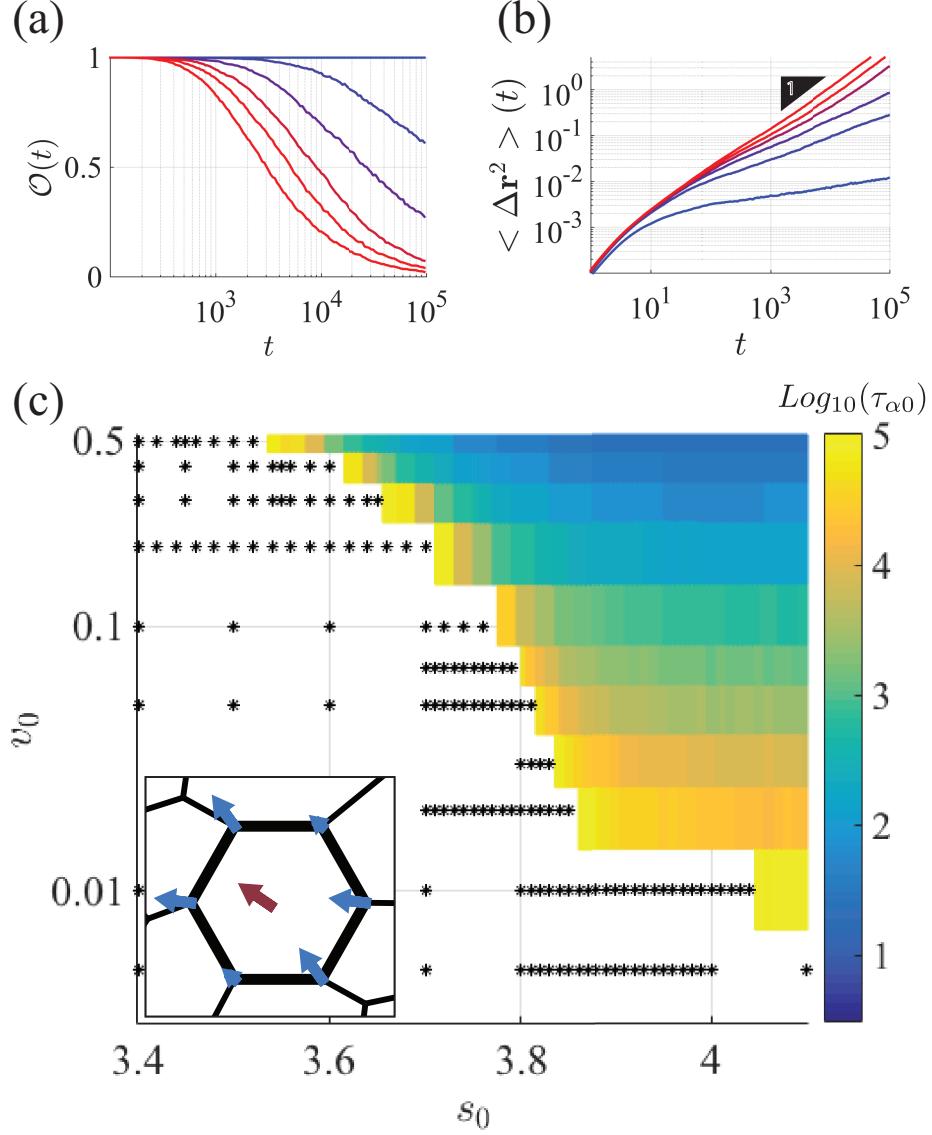 (a)
1
0.5
0
𝒪(t)
10³
10⁴
10⁵
t
(b)
10⁰
10⁻¹
10⁻²
10⁻³
< Δr² > (t)
1
10¹
10³
10⁵
t
(c)
Log₁₀(τ_α0)
0.5
0.1
0.01
v₀
3.4
3.6
3.8
4
s₀
5
4
3
2
1